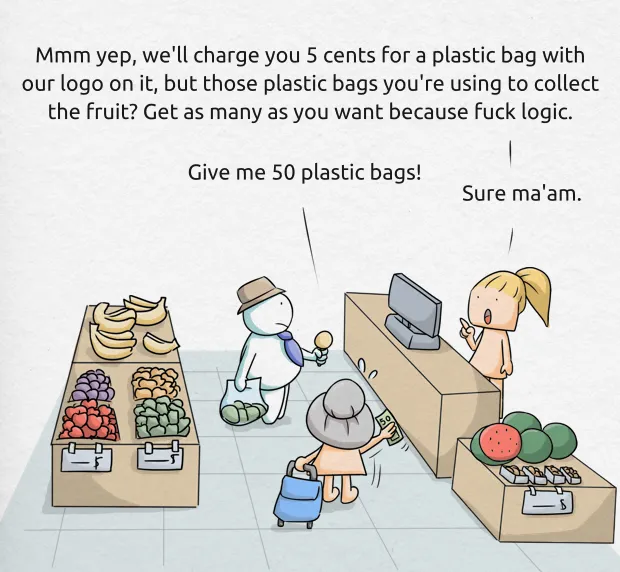 Mmm yep, we'll charge you 5 cents for a plastic bag with
our logo on it, but those plastic bags you're using to collect
the fruit? Get as many as you want because fuck logic.
Give me 50 plastic bags!
Sure ma'am.